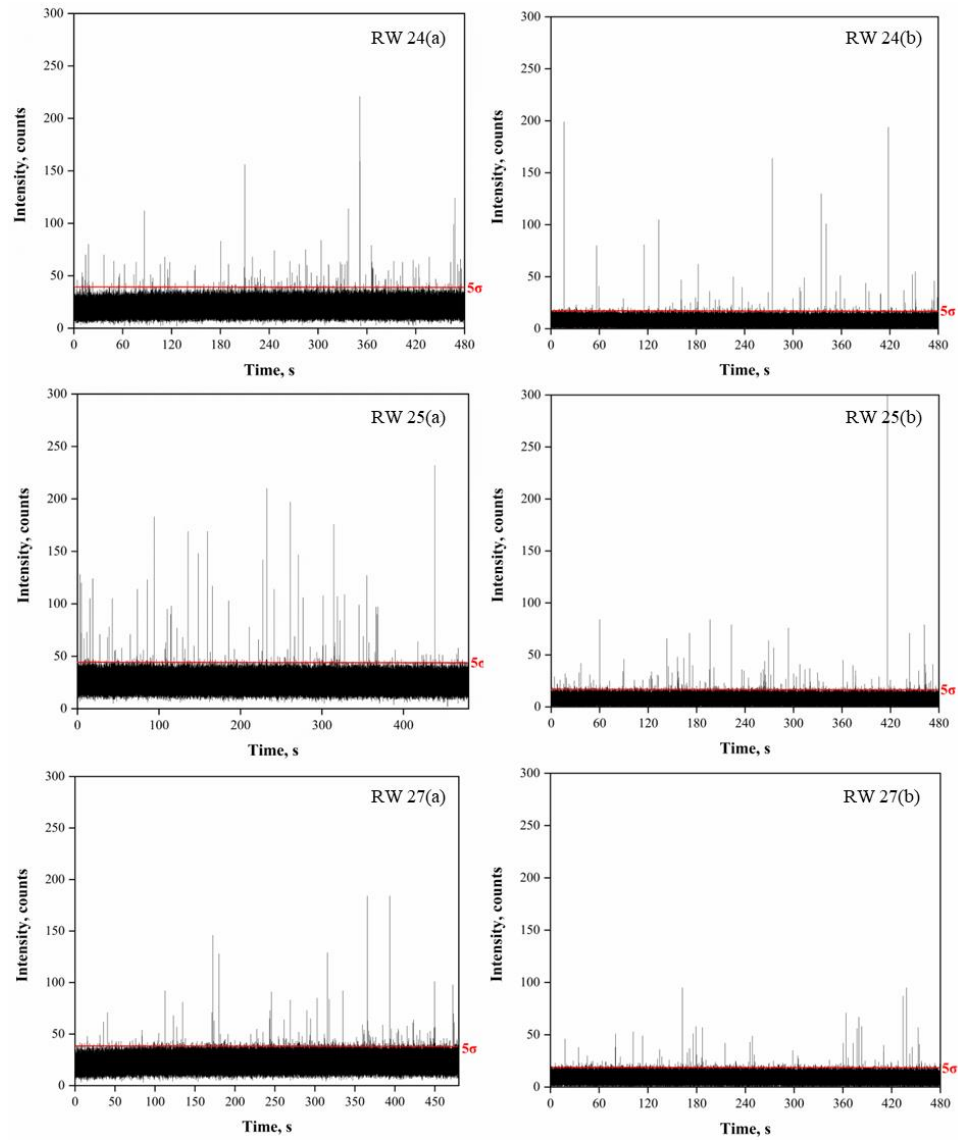 RW 24(a)
300
250
200
150
100
50
0
Intensity, counts
5σ
0 60 120 180 240 300 360 420 480
Time, s
RW 24(b)
300
250
200
150
100
50
0
Intensity, counts
5σ
0 60 120 180 240 300 360 420 480
Time, s
RW 25(a)
300
250
200
150
100
50
0
Intensity, counts
5σ
0 100 200 300 400
Time, s
RW 25(b)
300
250
200
150
100
50
0
Intensity, counts
5σ
0 60 120 180 240 300 360 420 480
Time, s
RW 27(a)
300
250
200
150
100
50
0
Intensity, counts
5σ
0 50 100 150 200 250 300 350 400 450
Time, s
RW 27(b)
300
250
200
150
100
50
0
Intensity, counts
5σ
0 60 120 180 240 300 360 420 480
Time, s